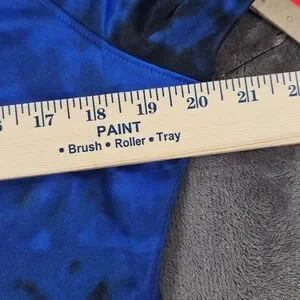 17 18 19 20 21
PAINT
• Brush • Roller • Tray